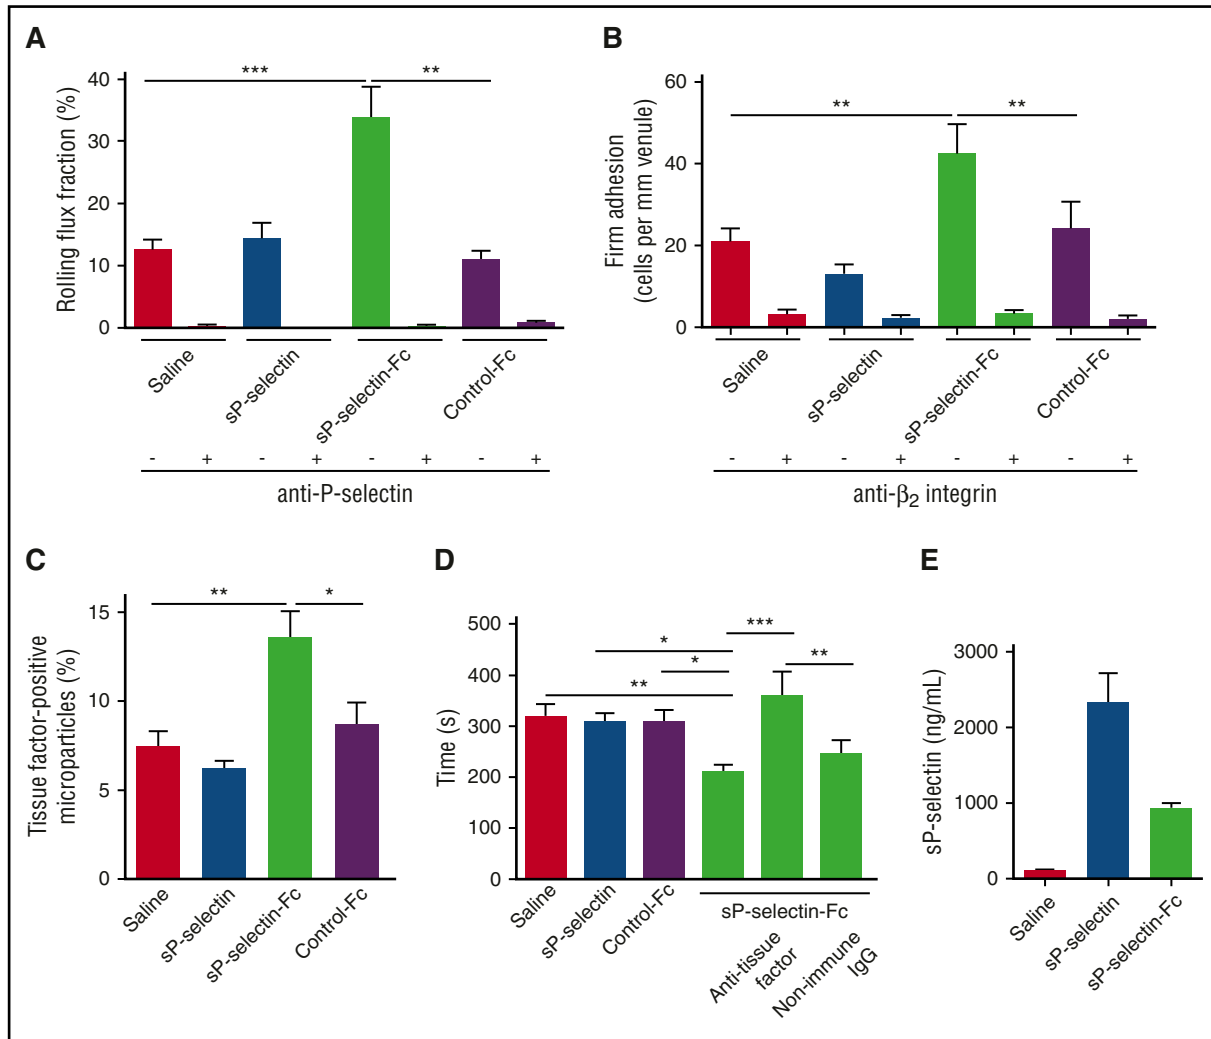 A
Rolling flux fraction (%)
40
30
20
10
0
***
**
Saline
sP-selectin
sP-selectin-Fc
Control-Fc
- + - + - + - +
anti-P-selectin
B
Firm adhesion
(cells per mm venule)
60
40
20
0
**
**
Saline
sP-selectin
sP-selectin-Fc
Control-Fc
- + - + - + - +
anti-β₂ integrin
C
Tissue factor-positive
microparticles (%)
15
10
5
0
**
*
Saline
sP-selectin
sP-selectin-Fc
Control-Fc
D
Time (s)
500
400
300
200
100
0
***
*
**
*
**
Saline
sP-selectin
Control-Fc
sP-selectin-Fc
Anti-tissue
factor
Non-immune
IgG
E
sP-selectin (ng/mL)
3000
2000
1000
0
Saline
sP-selectin
sP-selectin-Fc